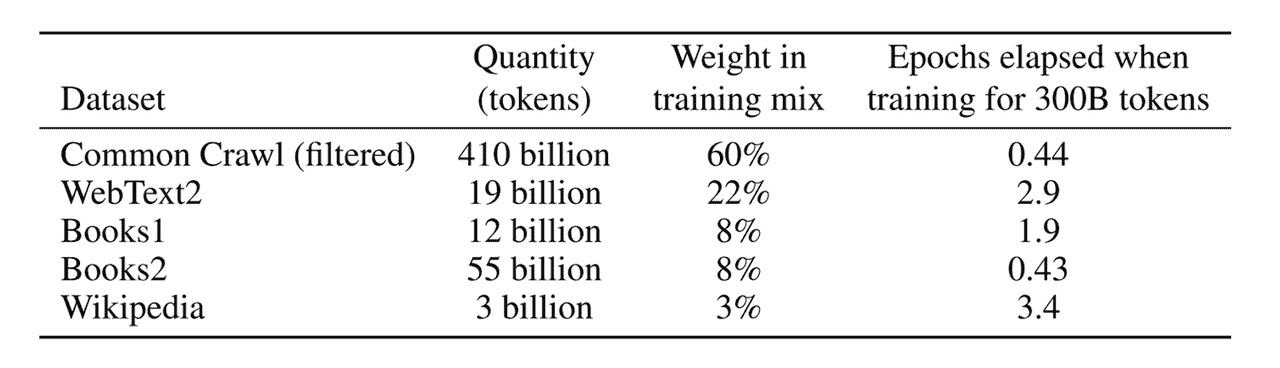 Dataset Quantity (tokens) Weight in training mix Epochs elapsed when training for 300B tokens
Common Crawl (filtered) 410 billion 60% 0.44
WebText2 19 billion 22% 2.9
Books1 12 billion 8% 1.9
Books2 55 billion 8% 0.43
Wikipedia 3 billion 3% 3.4